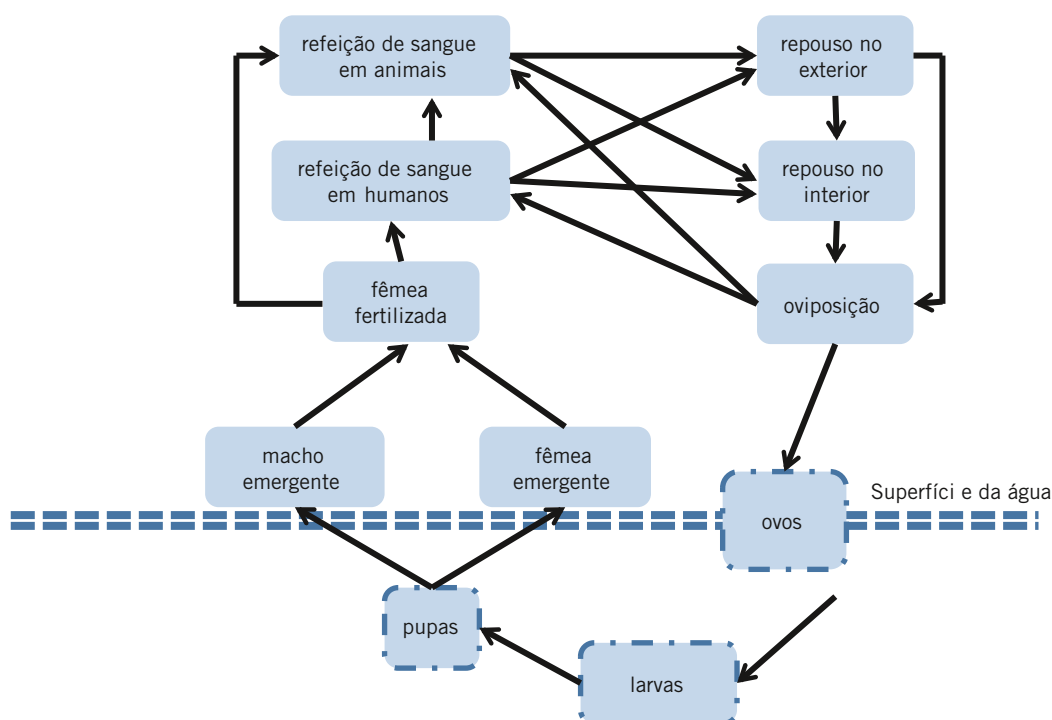 refeição de sangue
em animais
repouso no
exterior
refeição de sangue
em humanos
repouso no
interior
fêmea
fertilizada
oviposição
macho
emergente
fêmea
emergente
Superfíci e da água
ovos
pupas
larvas